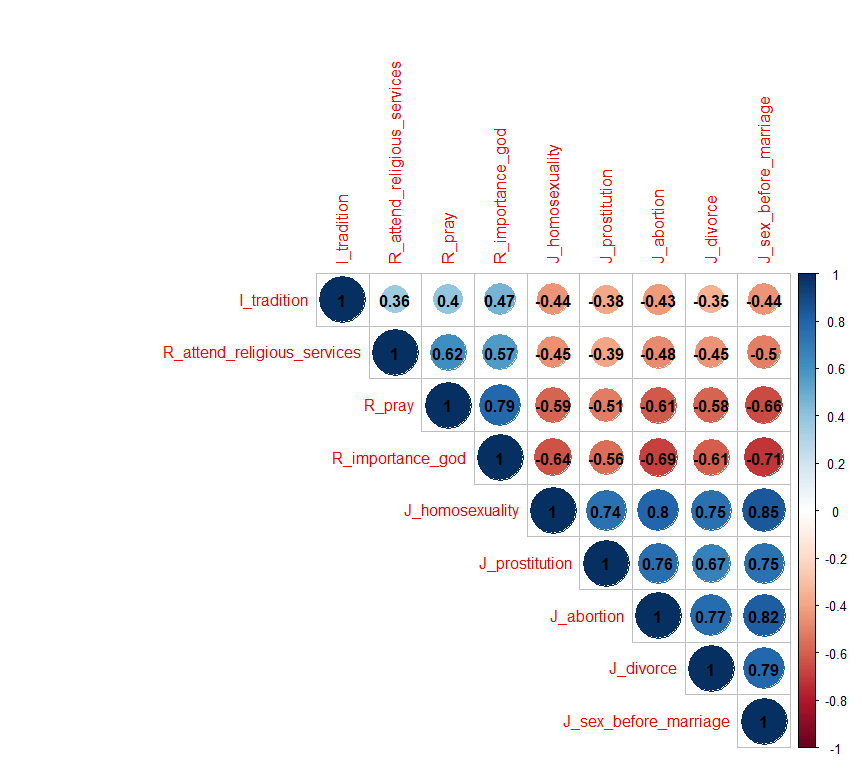 I_tradition
R_attend_religious_services
R_pray
R_importance_god
J_homosexuality
J_prostitution
J_abortion
J_divorce
J_sex_before_marriage
I_tradition 1 0.36 0.4 0.47 -0.44 -0.38 -0.43 -0.35 -0.44
R_attend_religious_services 1 0.62 0.57 -0.45 -0.39 -0.48 -0.45 -0.5
R_pray 1 0.79 -0.59 -0.51 -0.61 -0.58 -0.66
R_importance_god 1 -0.64 -0.56 -0.69 -0.61 -0.71
J_homosexuality 1 0.74 0.8 0.75 0.85
J_prostitution 1 0.76 0.67 0.75
J_abortion 1 0.77 0.82
J_divorce 1 0.79
J_sex_before_marriage 1
1
0.8
0.6
0.4
0.2
0
-0.2
-0.4
-0.6
-0.8
-1